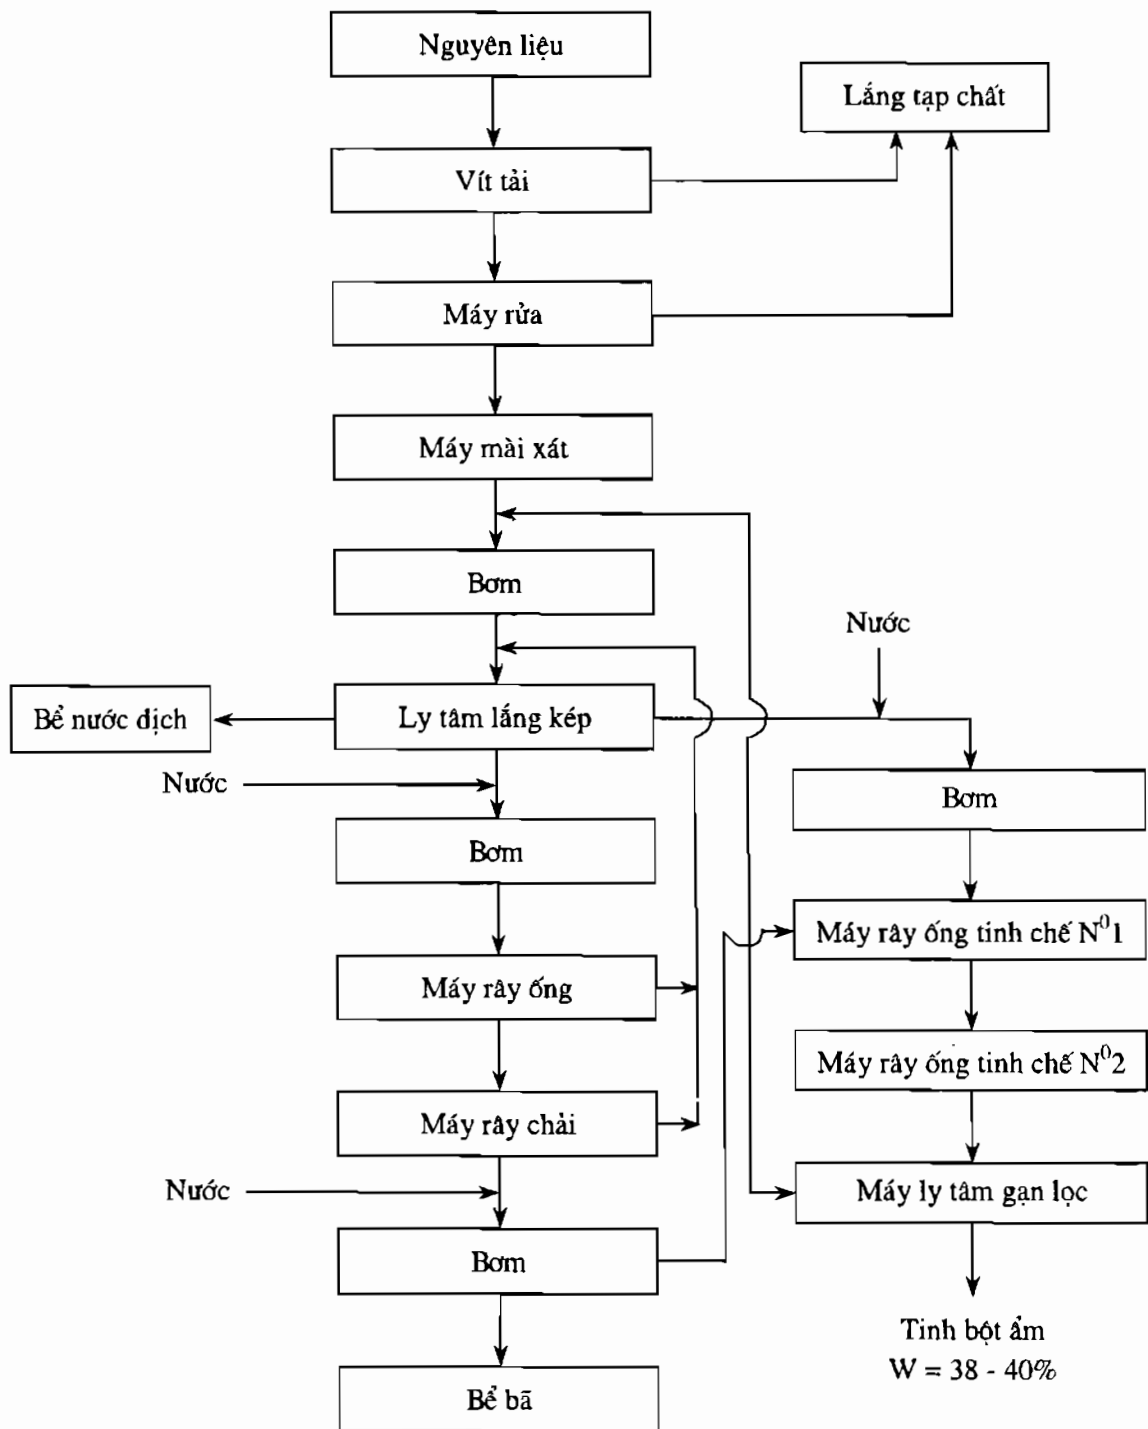 Nguyên liệu
Lắng tạp chất
Vít tải
Máy rửa
Máy mài xát
Bơm
Nước
Bể nước dịch
Ly tâm lắng kép
Nước
Bơm
Bơm
Máy rây ống tinh chế N⁰1
Máy rây ống
Máy rây ống tinh chế N⁰2
Máy rây chải
Nước
Máy ly tâm gạn lọc
Bơm
Tinh bột ẩm
W = 38 - 40%
Bể bã